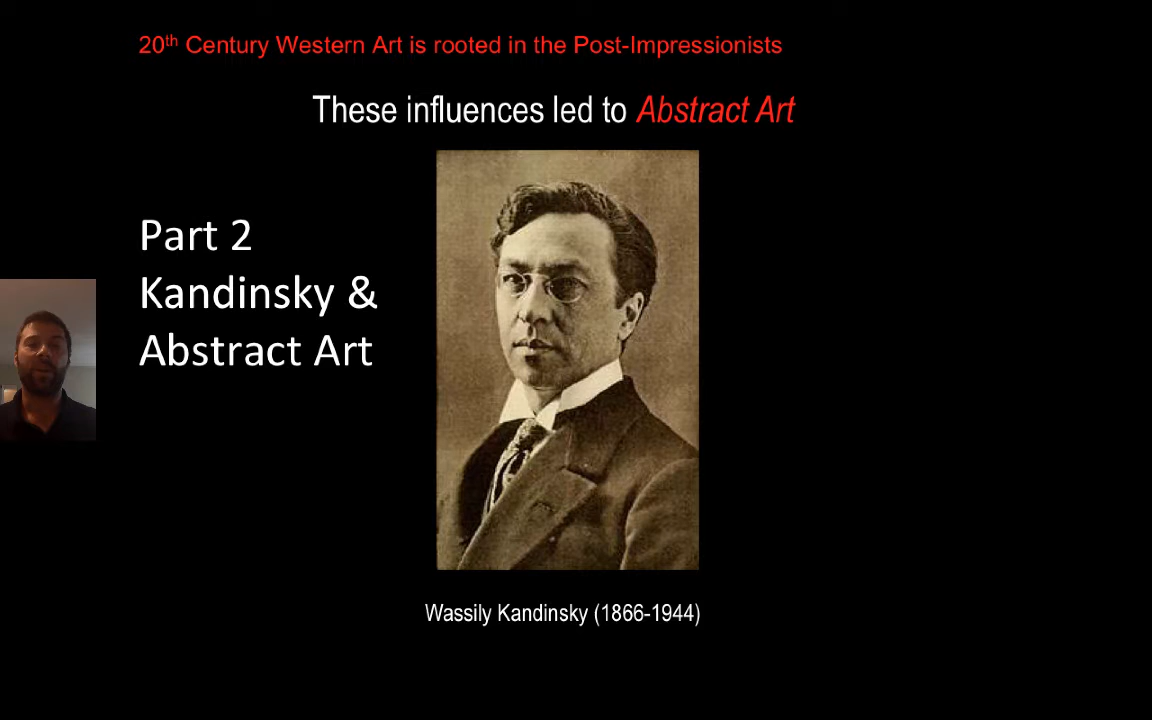 20th Century Western Art is rooted in the Post-Impressionists
These influences led to Abstract Art
Part 2
Kandinsky &
Abstract Art
Wassily Kandinsky (1866-1944)